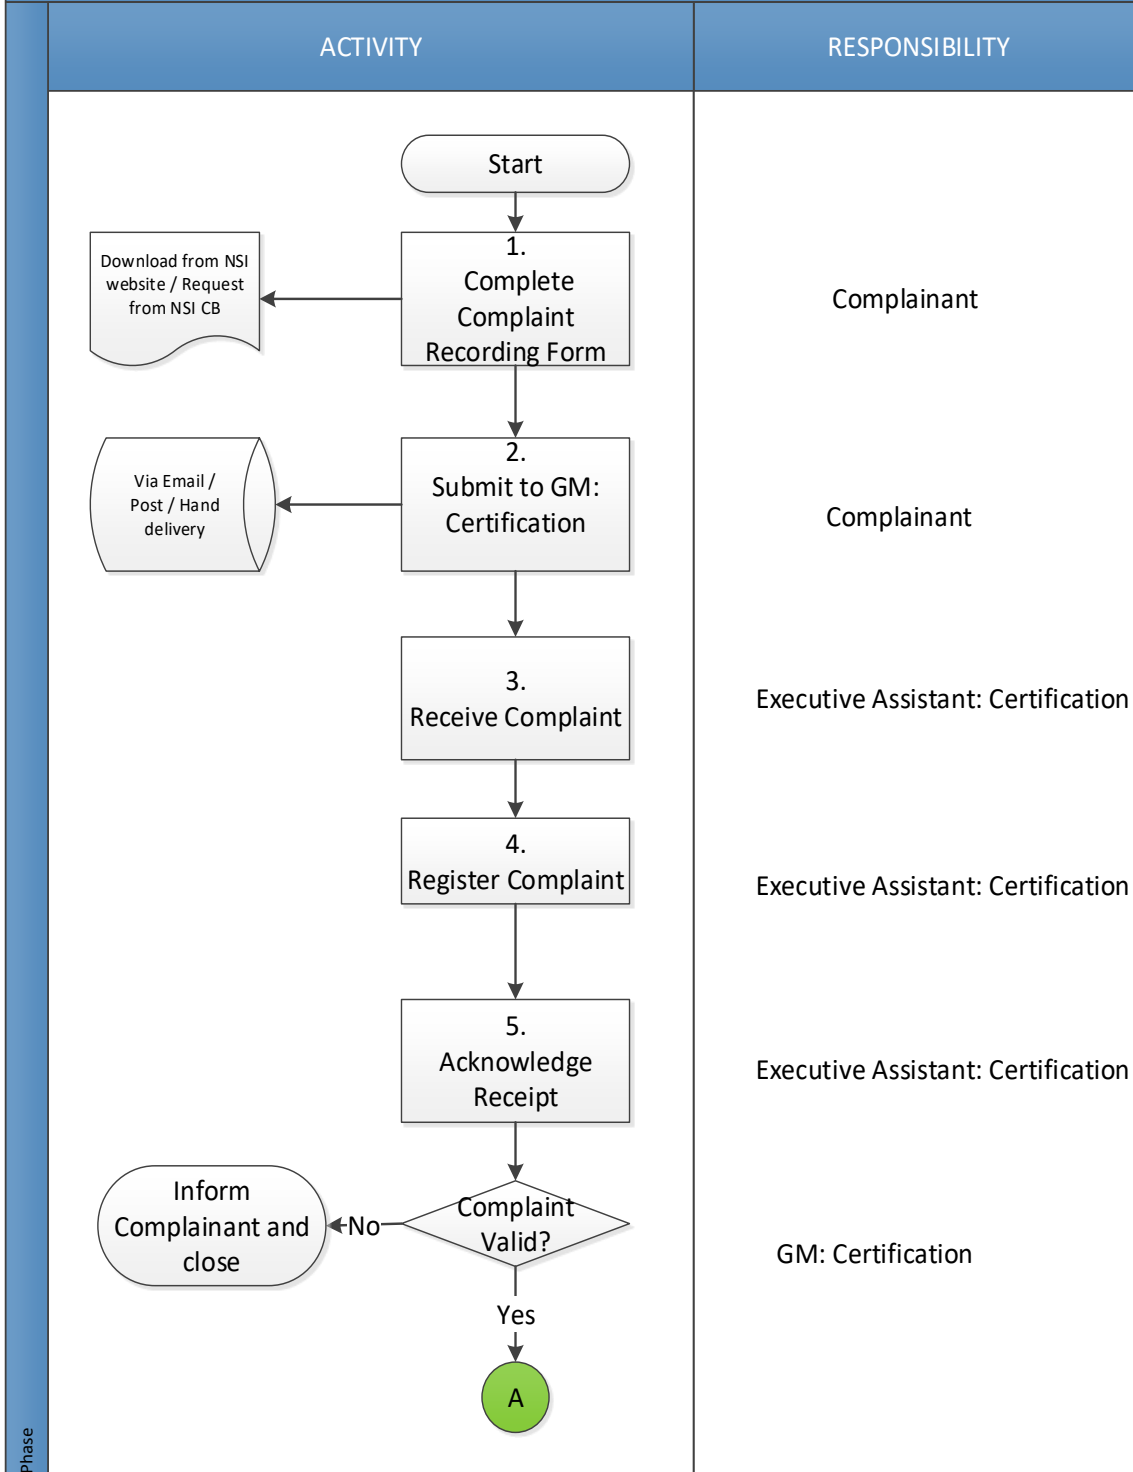 ACTIVITY
RESPONSIBILITY
Start
Download from NSI
website / Request
from NSI CB
1.
Complete
Complaint
Recording Form
Complainant
Via Email /
Post / Hand
delivery
2.
Submit to GM:
Certification
Complainant
3.
Receive Complaint
Executive Assistant: Certification
4.
Register Complaint
Executive Assistant: Certification
5.
Acknowledge
Receipt
Executive Assistant: Certification
Inform
Complainant and
close
No
Complaint
Valid?
GM: Certification
Yes
A
Phase